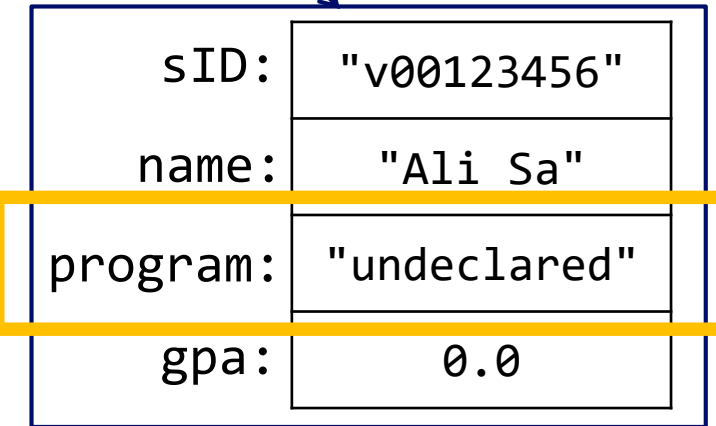 sID: "v00123456"
name: "Ali Sa"
program: "undeclared"
gpa: 0.0